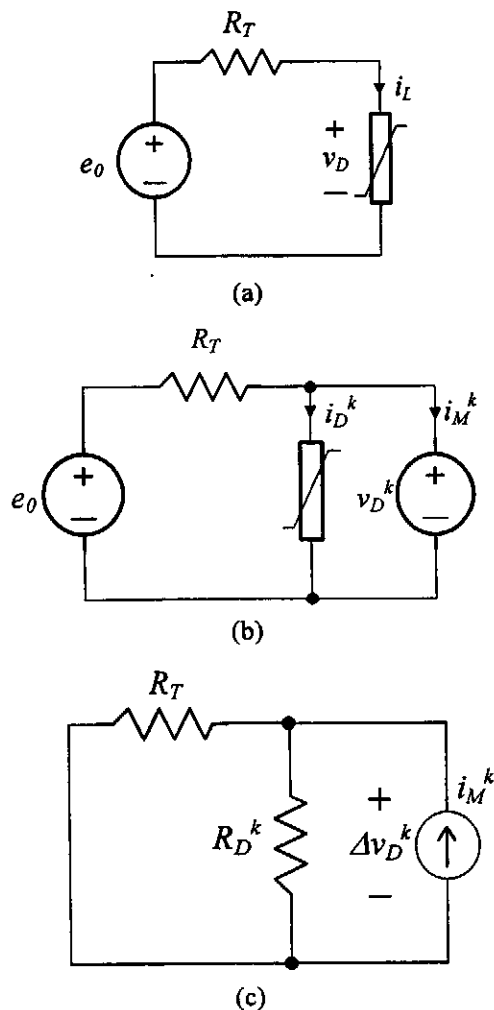 R_T
i_L
+
+
v_D
e_0
−
−
(a)
R_T
i_D^k
i_M^k
+
+
e_0
v_D^k
−
−
(b)
R_T
i_M^k
+
R_D^k
Δv_D^k
−
(c)